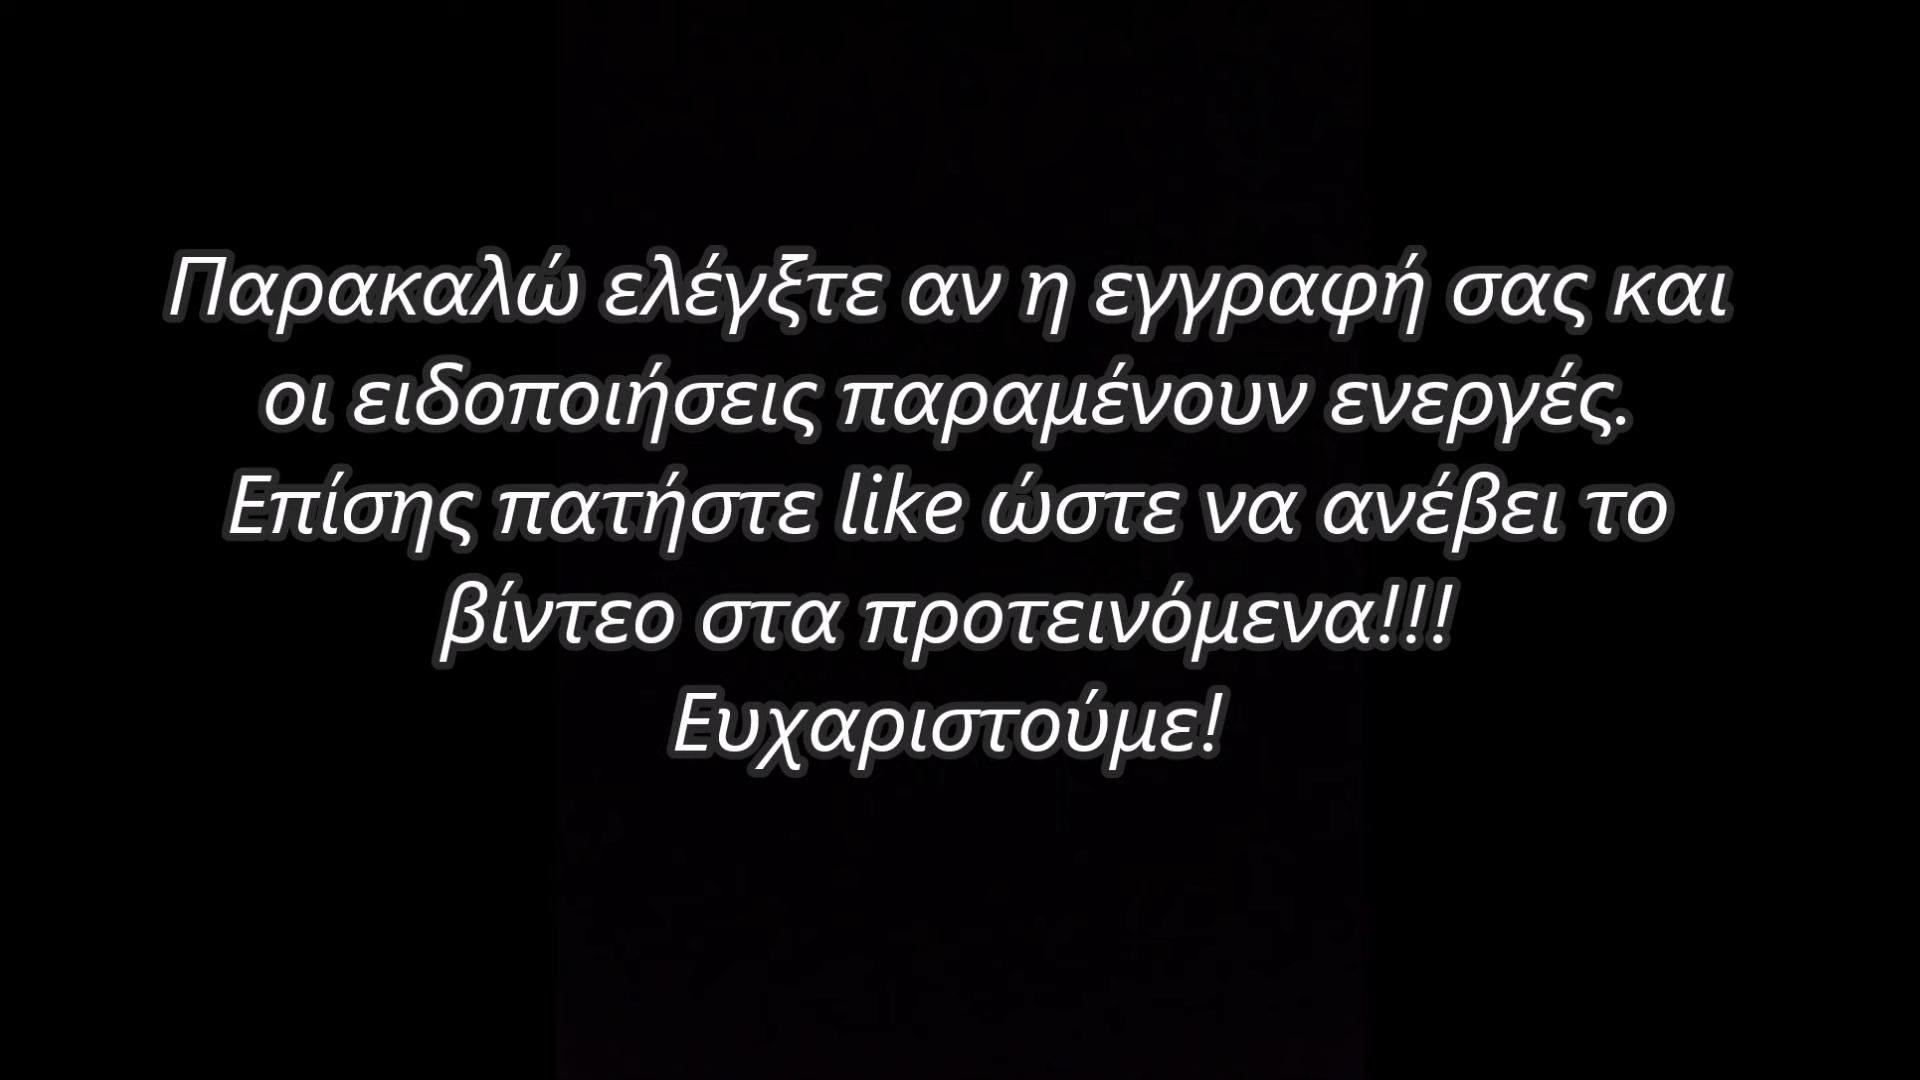 Παρακαλώ ελέγξτε αν η εγγραφή σας και
οι ειδοποιήσεις παραμένουν ενεργές.
Επίσης πατήστε like ώστε να ανέβει το
βίντεο στα προτεινόμενα!!!
Ευχαριστούμε!